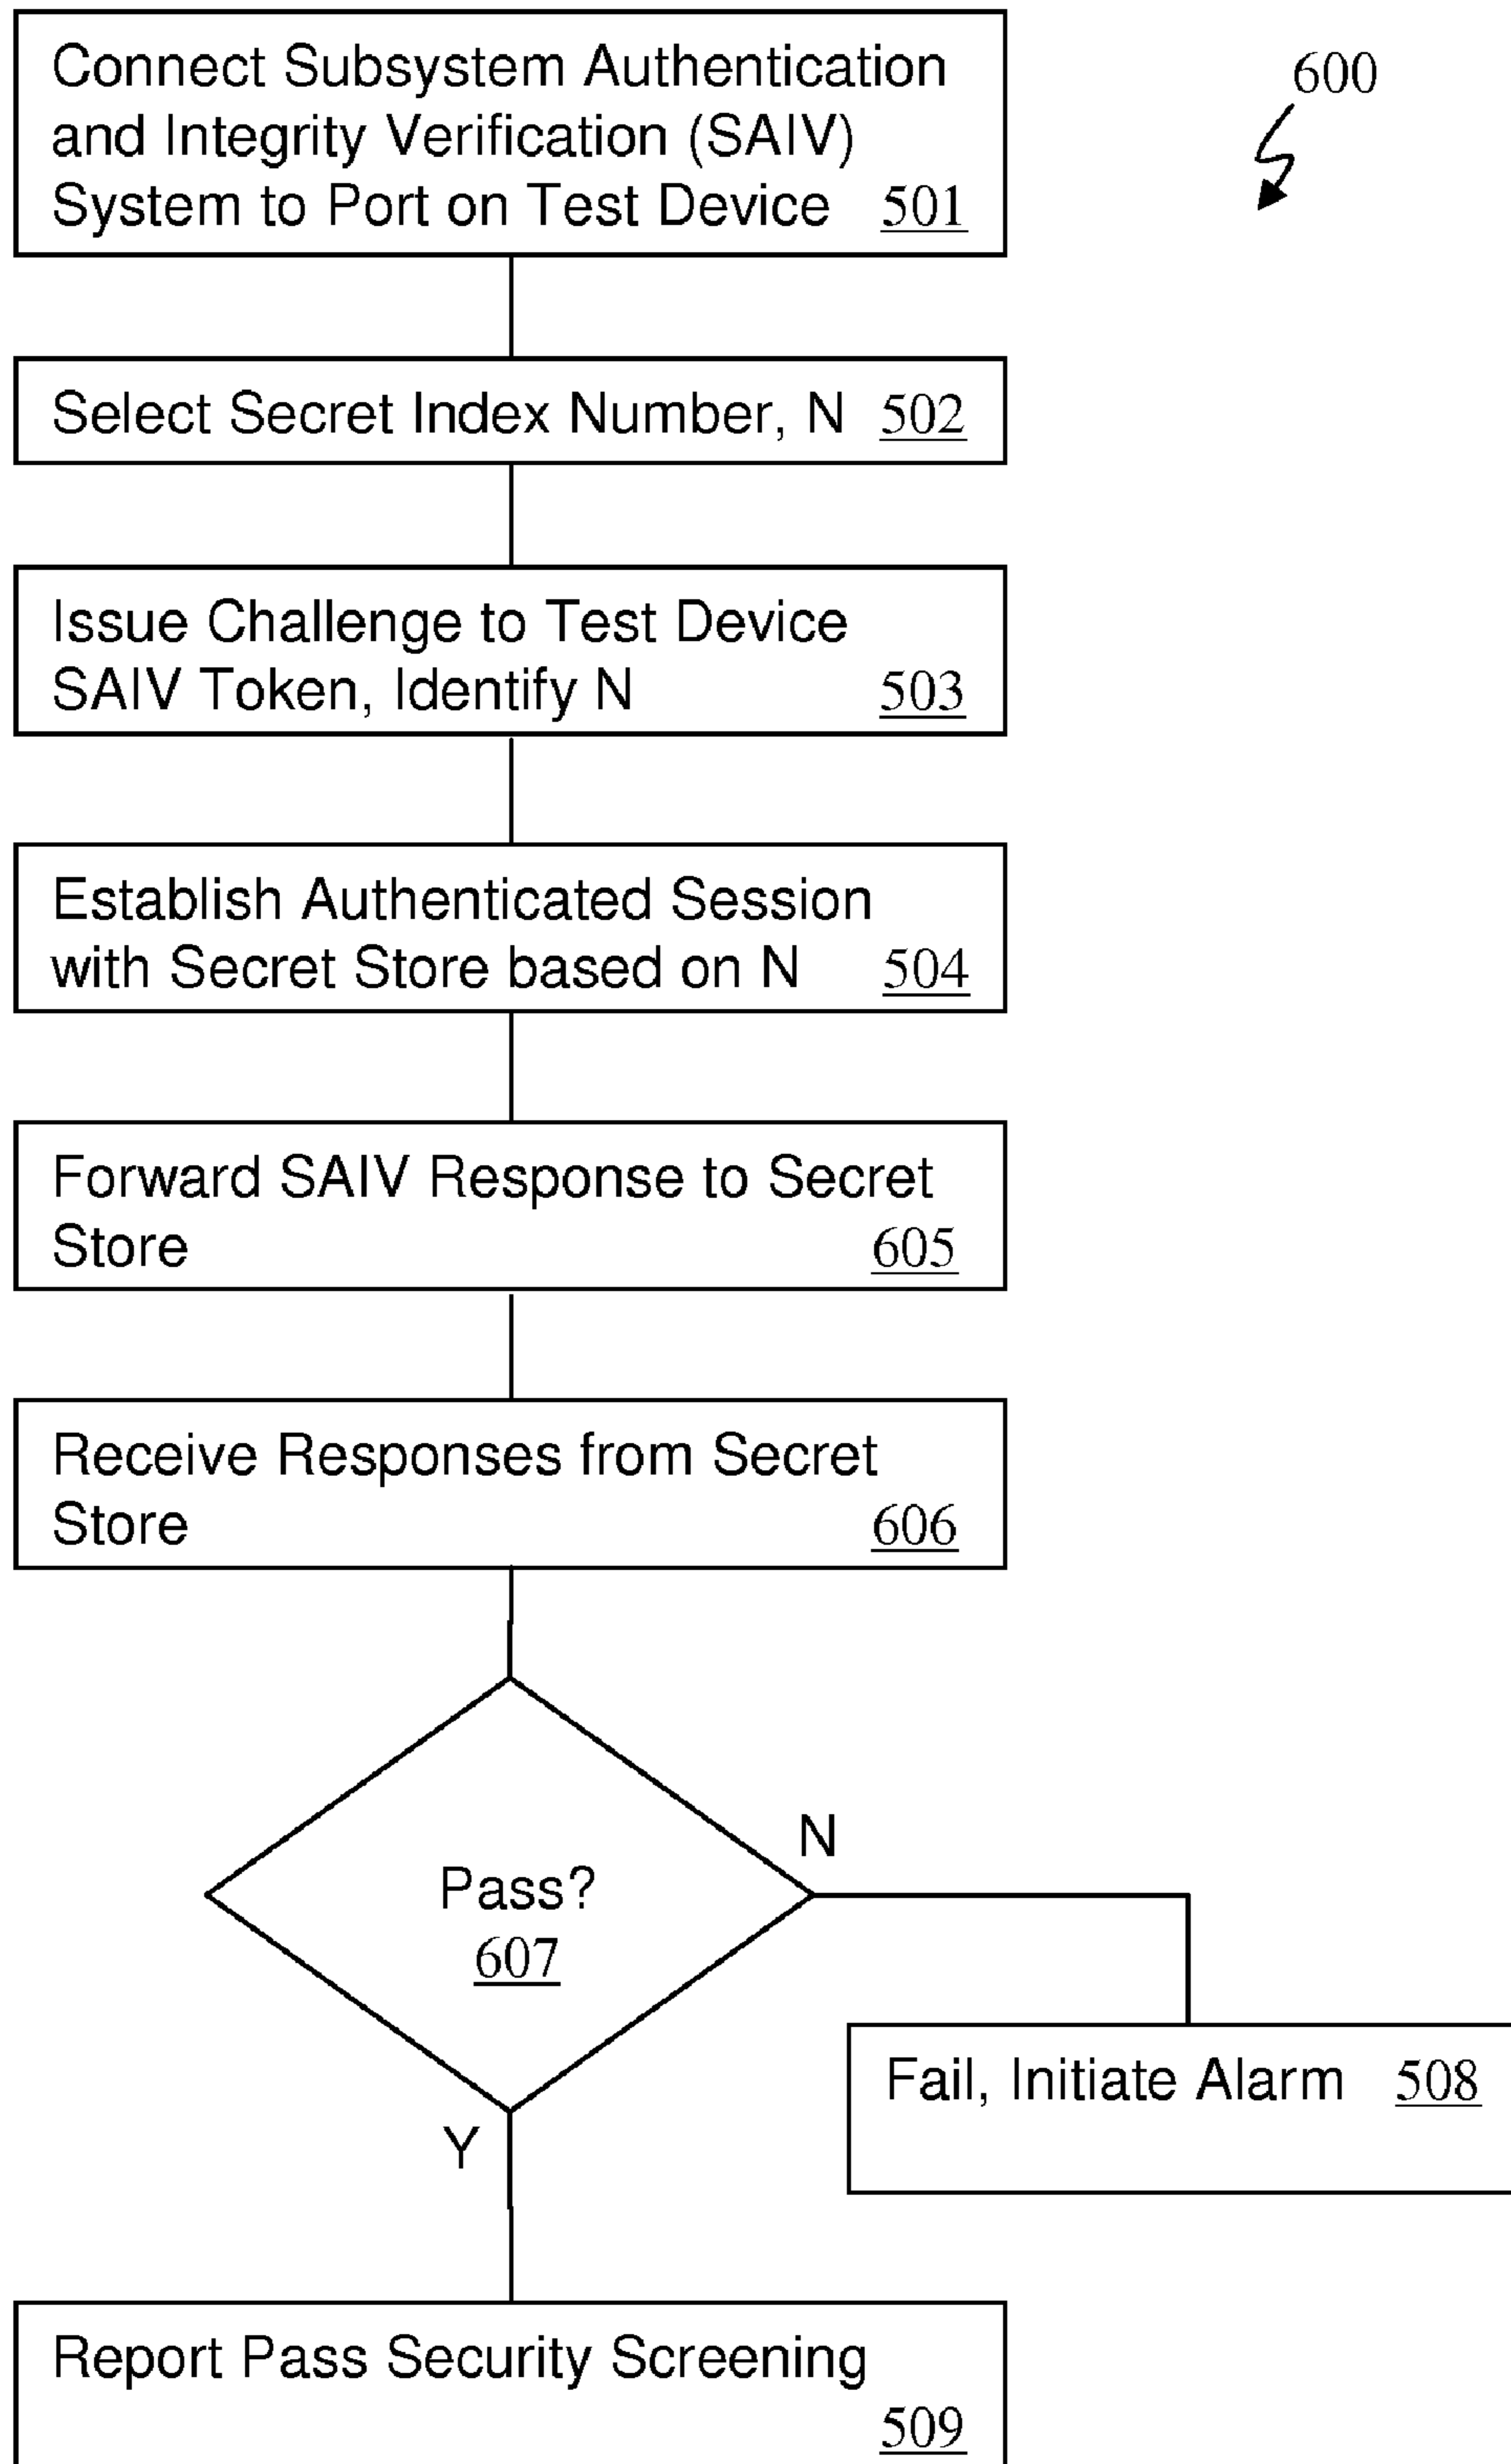 Connect Subsystem Authentication
and Integrity Verification (SAIV)
System to Port on Test Device 501
600
Select Secret Index Number, N 502
Issue Challenge to Test Device
SAIV Token, Identify N 503
Establish Authenticated Session
with Secret Store based on N 504
Forward SAIV Response to Secret
Store 605
Receive Responses from Secret
Store 606
Pass?
607
N
Fail, Initiate Alarm 508
Y
Report Pass Security Screening
509